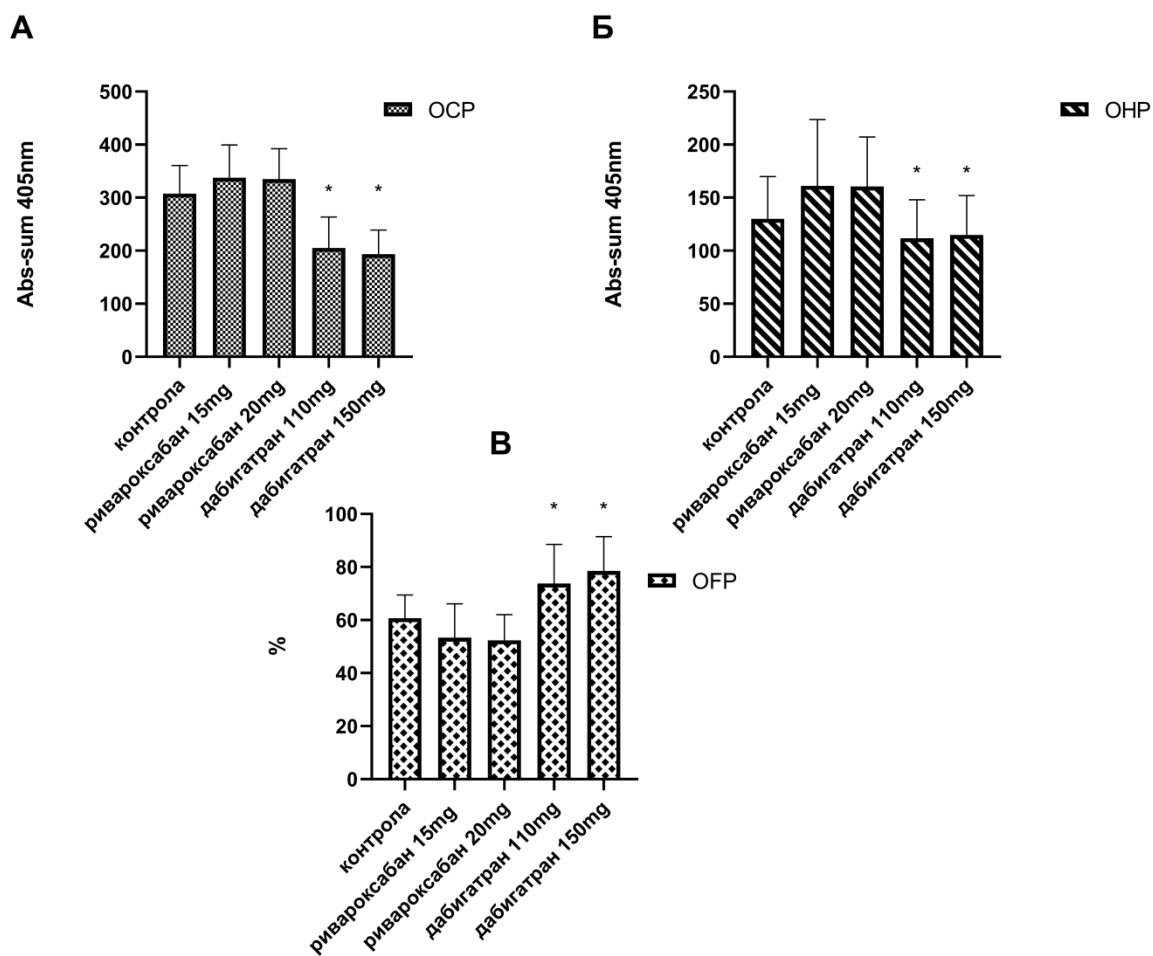 А
500
400
300
200
100
0
Abs-sum 405nm
OCP
*
*
контрола
ривароксабан 15mg
ривароксабан 20mg
дабигатран 110mg
дабигатран 150mg
Б
250
200
150
100
50
0
Abs-sum 405nm
OHP
*
*
контрола
ривароксабан 15mg
ривароксабан 20mg
дабигатран 110mg
дабигатран 150mg
В
100
80
60
40
20
0
%
OFP
*
*
контрола
ривароксабан 15mg
ривароксабан 20mg
дабигатран 110mg
дабигатран 150mg